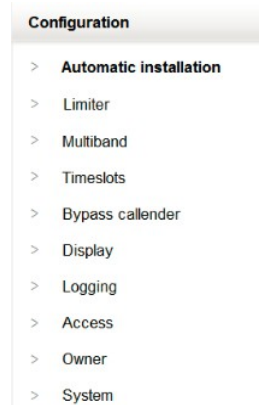 Configuration
> Automatic installation
> Limiter
> Multiband
> Timeslots
> Bypass callender
> Display
> Logging
> Access
> Owner
> System